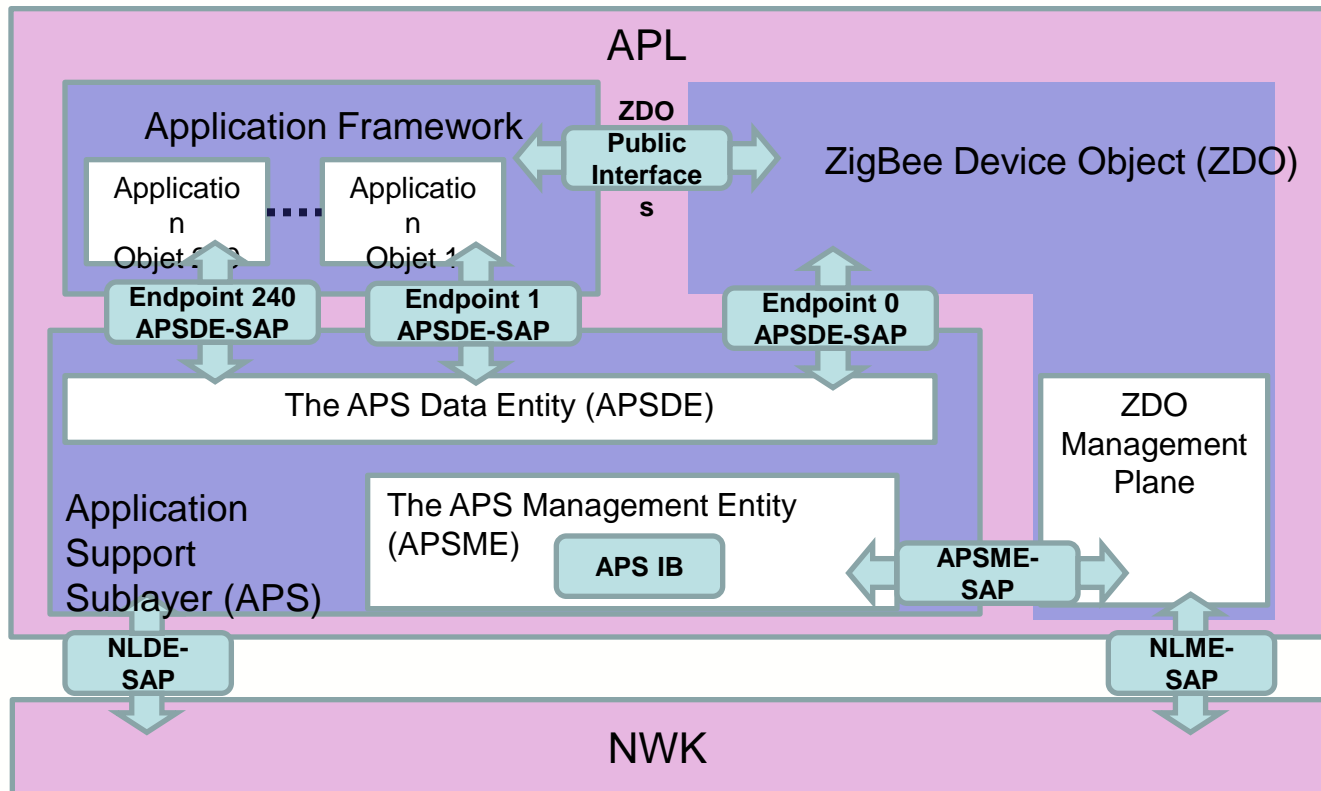 APL
Application Framework
ZDO
Public
Interface
s
ZigBee Device Object (ZDO)
Applicatio
n
Objet
Applicatio
n
Objet 1
Endpoint 240
APSDE-SAP
Endpoint 1
APSDE-SAP
Endpoint 0
APSDE-SAP
The APS Data Entity (APSDE)
ZDO
Management
Plane
Application
Support
Sublayer (APS)
The APS Management Entity
(APSME)
APS IB
APSME-
SAP
NLDE-
SAP
NLME-
SAP
NWK